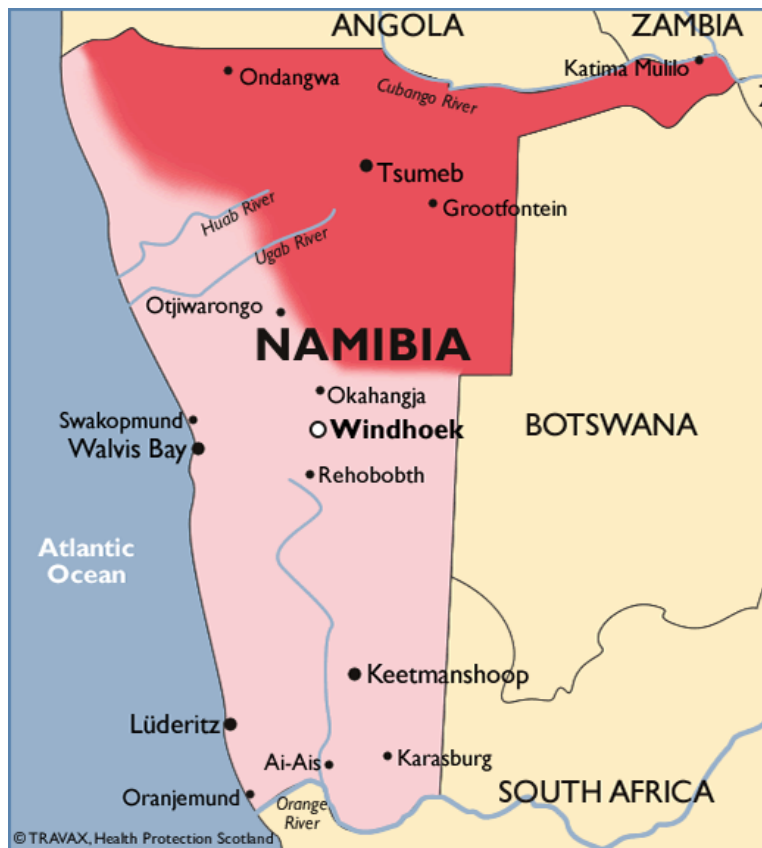 ANGOLA
ZAMBIA
Katima Mulilo
Ondangwa
Cubango River
Tsumeb
Grootfontein
Huab River
Ugab River
Otjiwarongo
NAMIBIA
Okahangja
Swakopmund
Windhoek
BOTSWANA
Walvis Bay
Rehobobth
Atlantic
Ocean
Keetmanshoop
Lüderitz
Ai-Ais
Karasburg
Oranjemund
Orange
River
SOUTH AFRICA
© TRAVAX, Health Protection Scotland